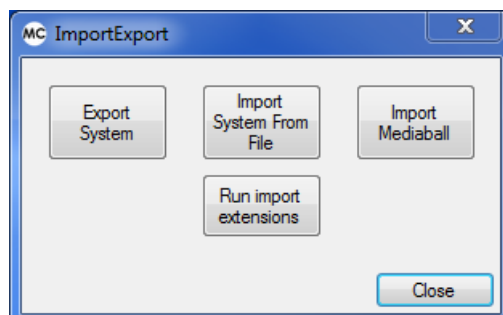 MC ImportExport
X
Export
System
Import
System From
File
Import
Mediaball
Run import
extensions
Close